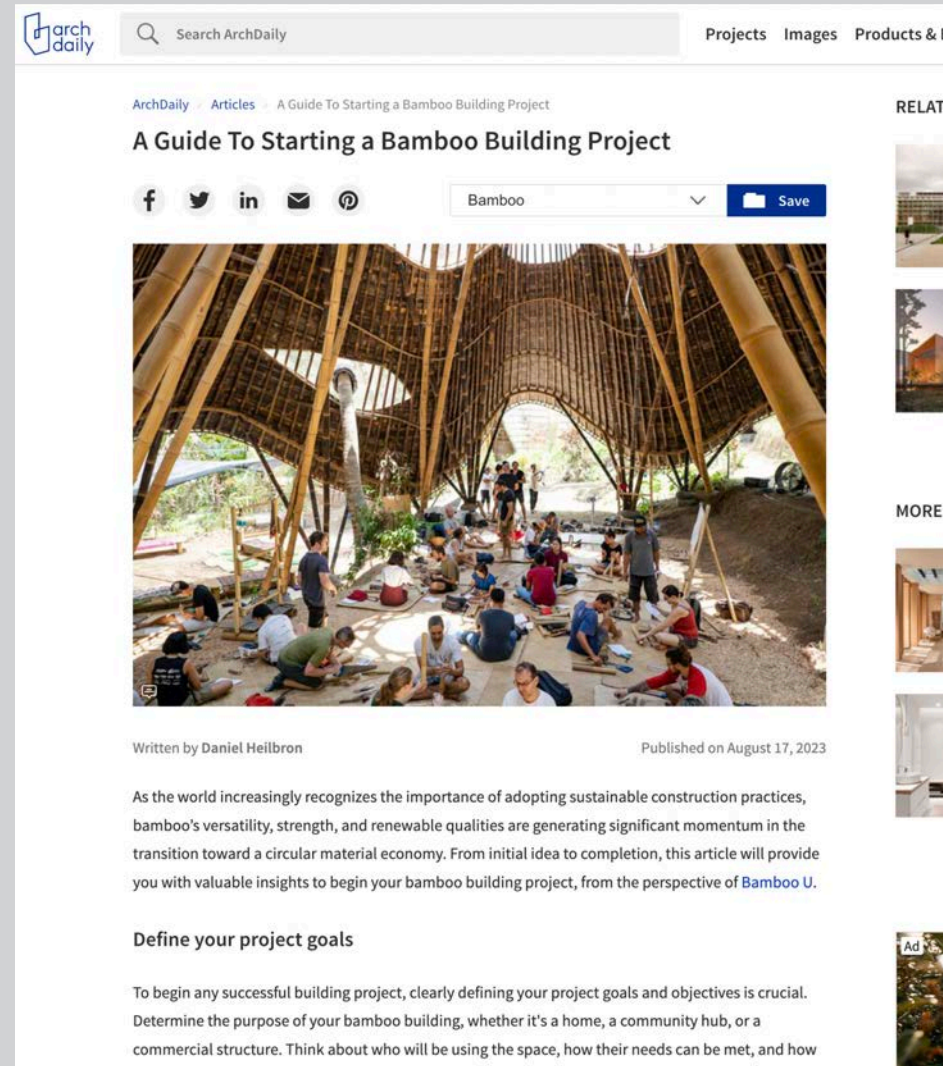 arch
daily
Search ArchDaily
Projects Images Products &
ArchDaily / Articles / A Guide To Starting a Bamboo Building Project
A Guide To Starting a Bamboo Building Project
Bamboo
Save
RELAT
MORE
Written by Daniel Heilbron
Published on August 17, 2023
As the world increasingly recognizes the importance of adopting sustainable construction practices,
bamboo’s versatility, strength, and renewable qualities are generating significant momentum in the
transition toward a circular material economy. From initial idea to completion, this article will provide
you with valuable insights to begin your bamboo building project, from the perspective of Bamboo U.
Define your project goals
To begin any successful building project, clearly defining your project goals and objectives is crucial.
Determine the purpose of your bamboo building, whether it's a home, a community hub, or a
commercial structure. Think about who will be using the space, how their needs can be met, and how
Ad